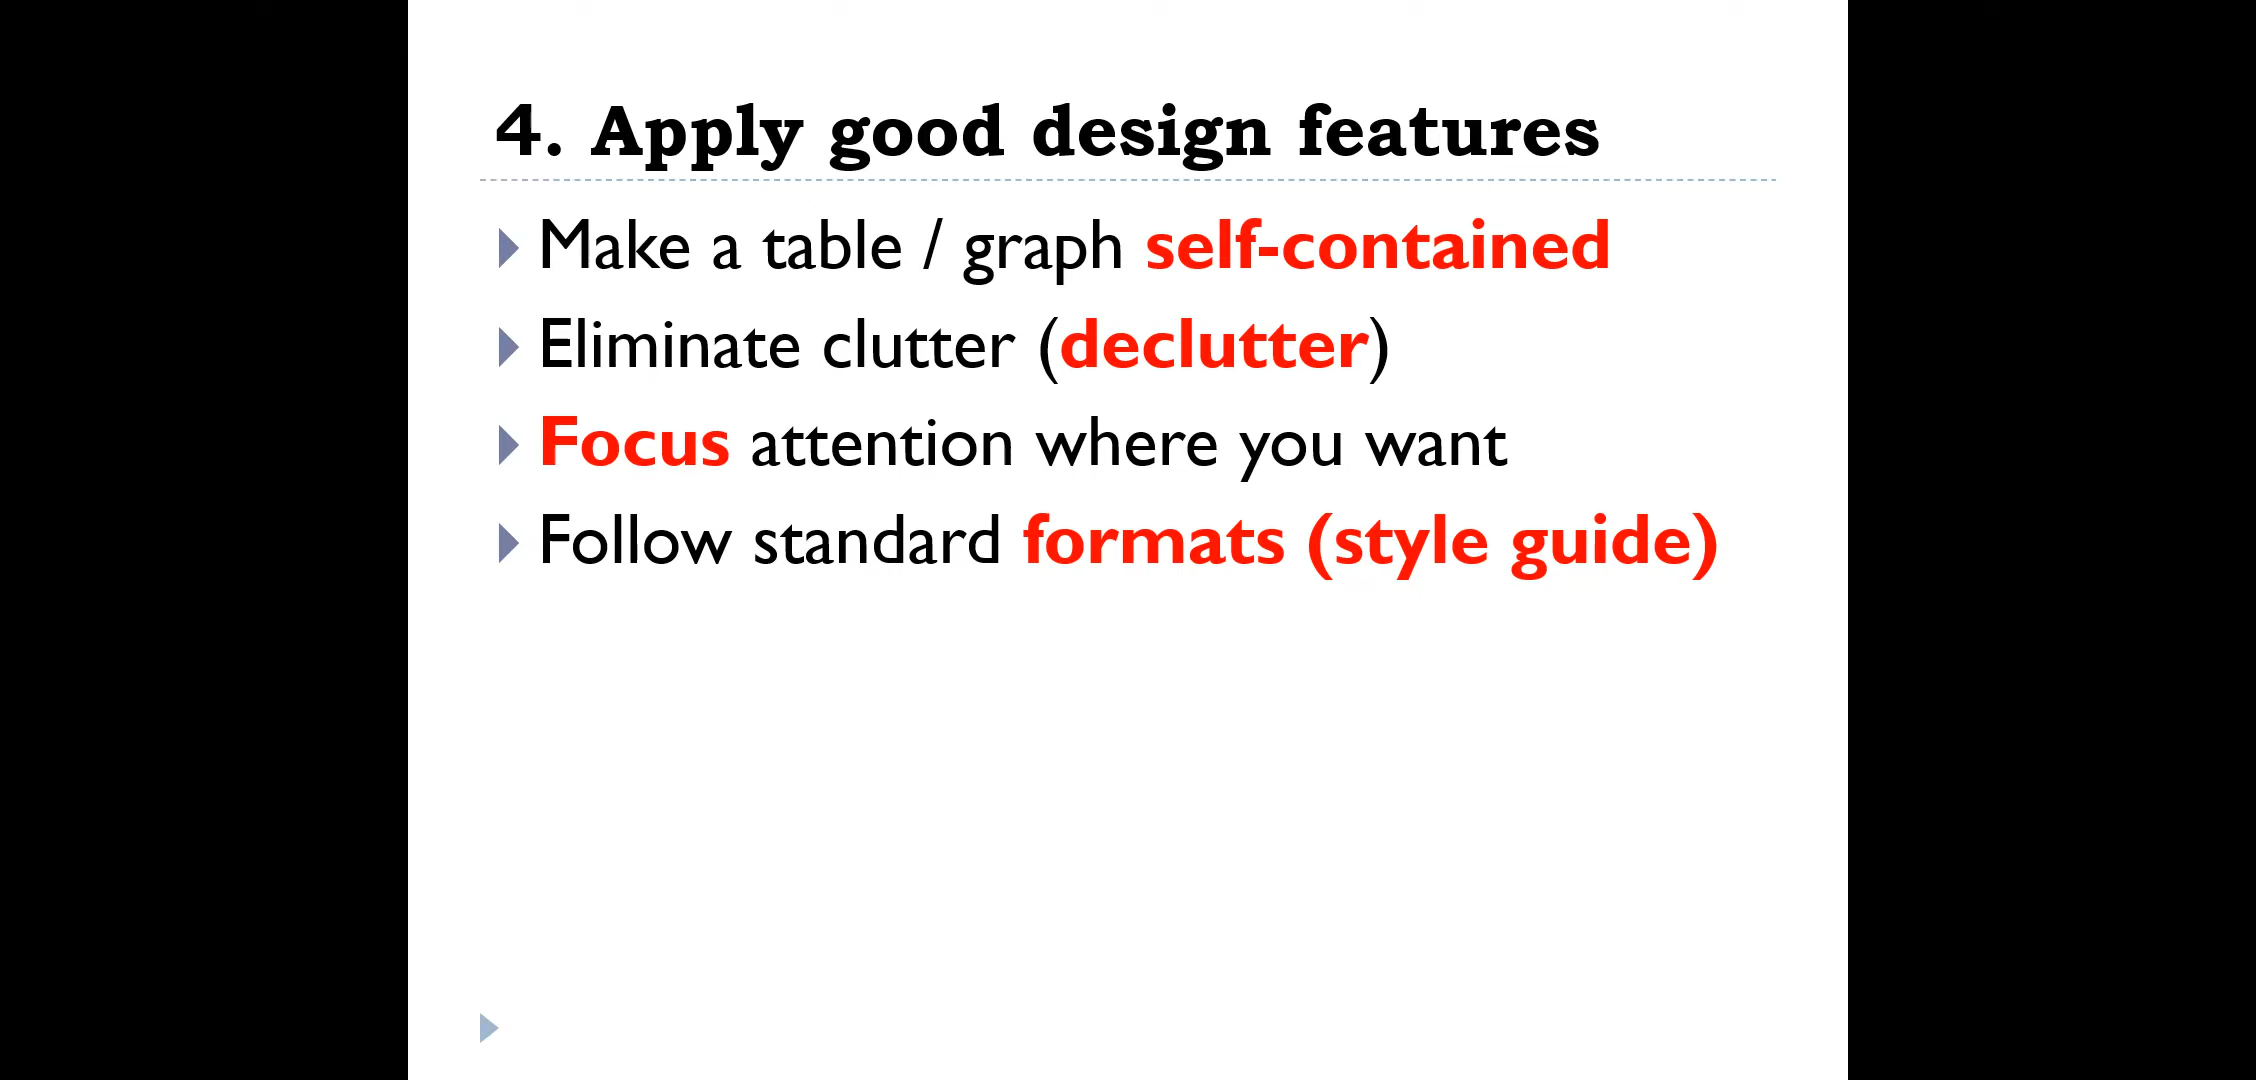 4. Apply good design features
Make a table / graph self-contained
Eliminate clutter (declutter)
Focus attention where you want
Follow standard formats (style guide)